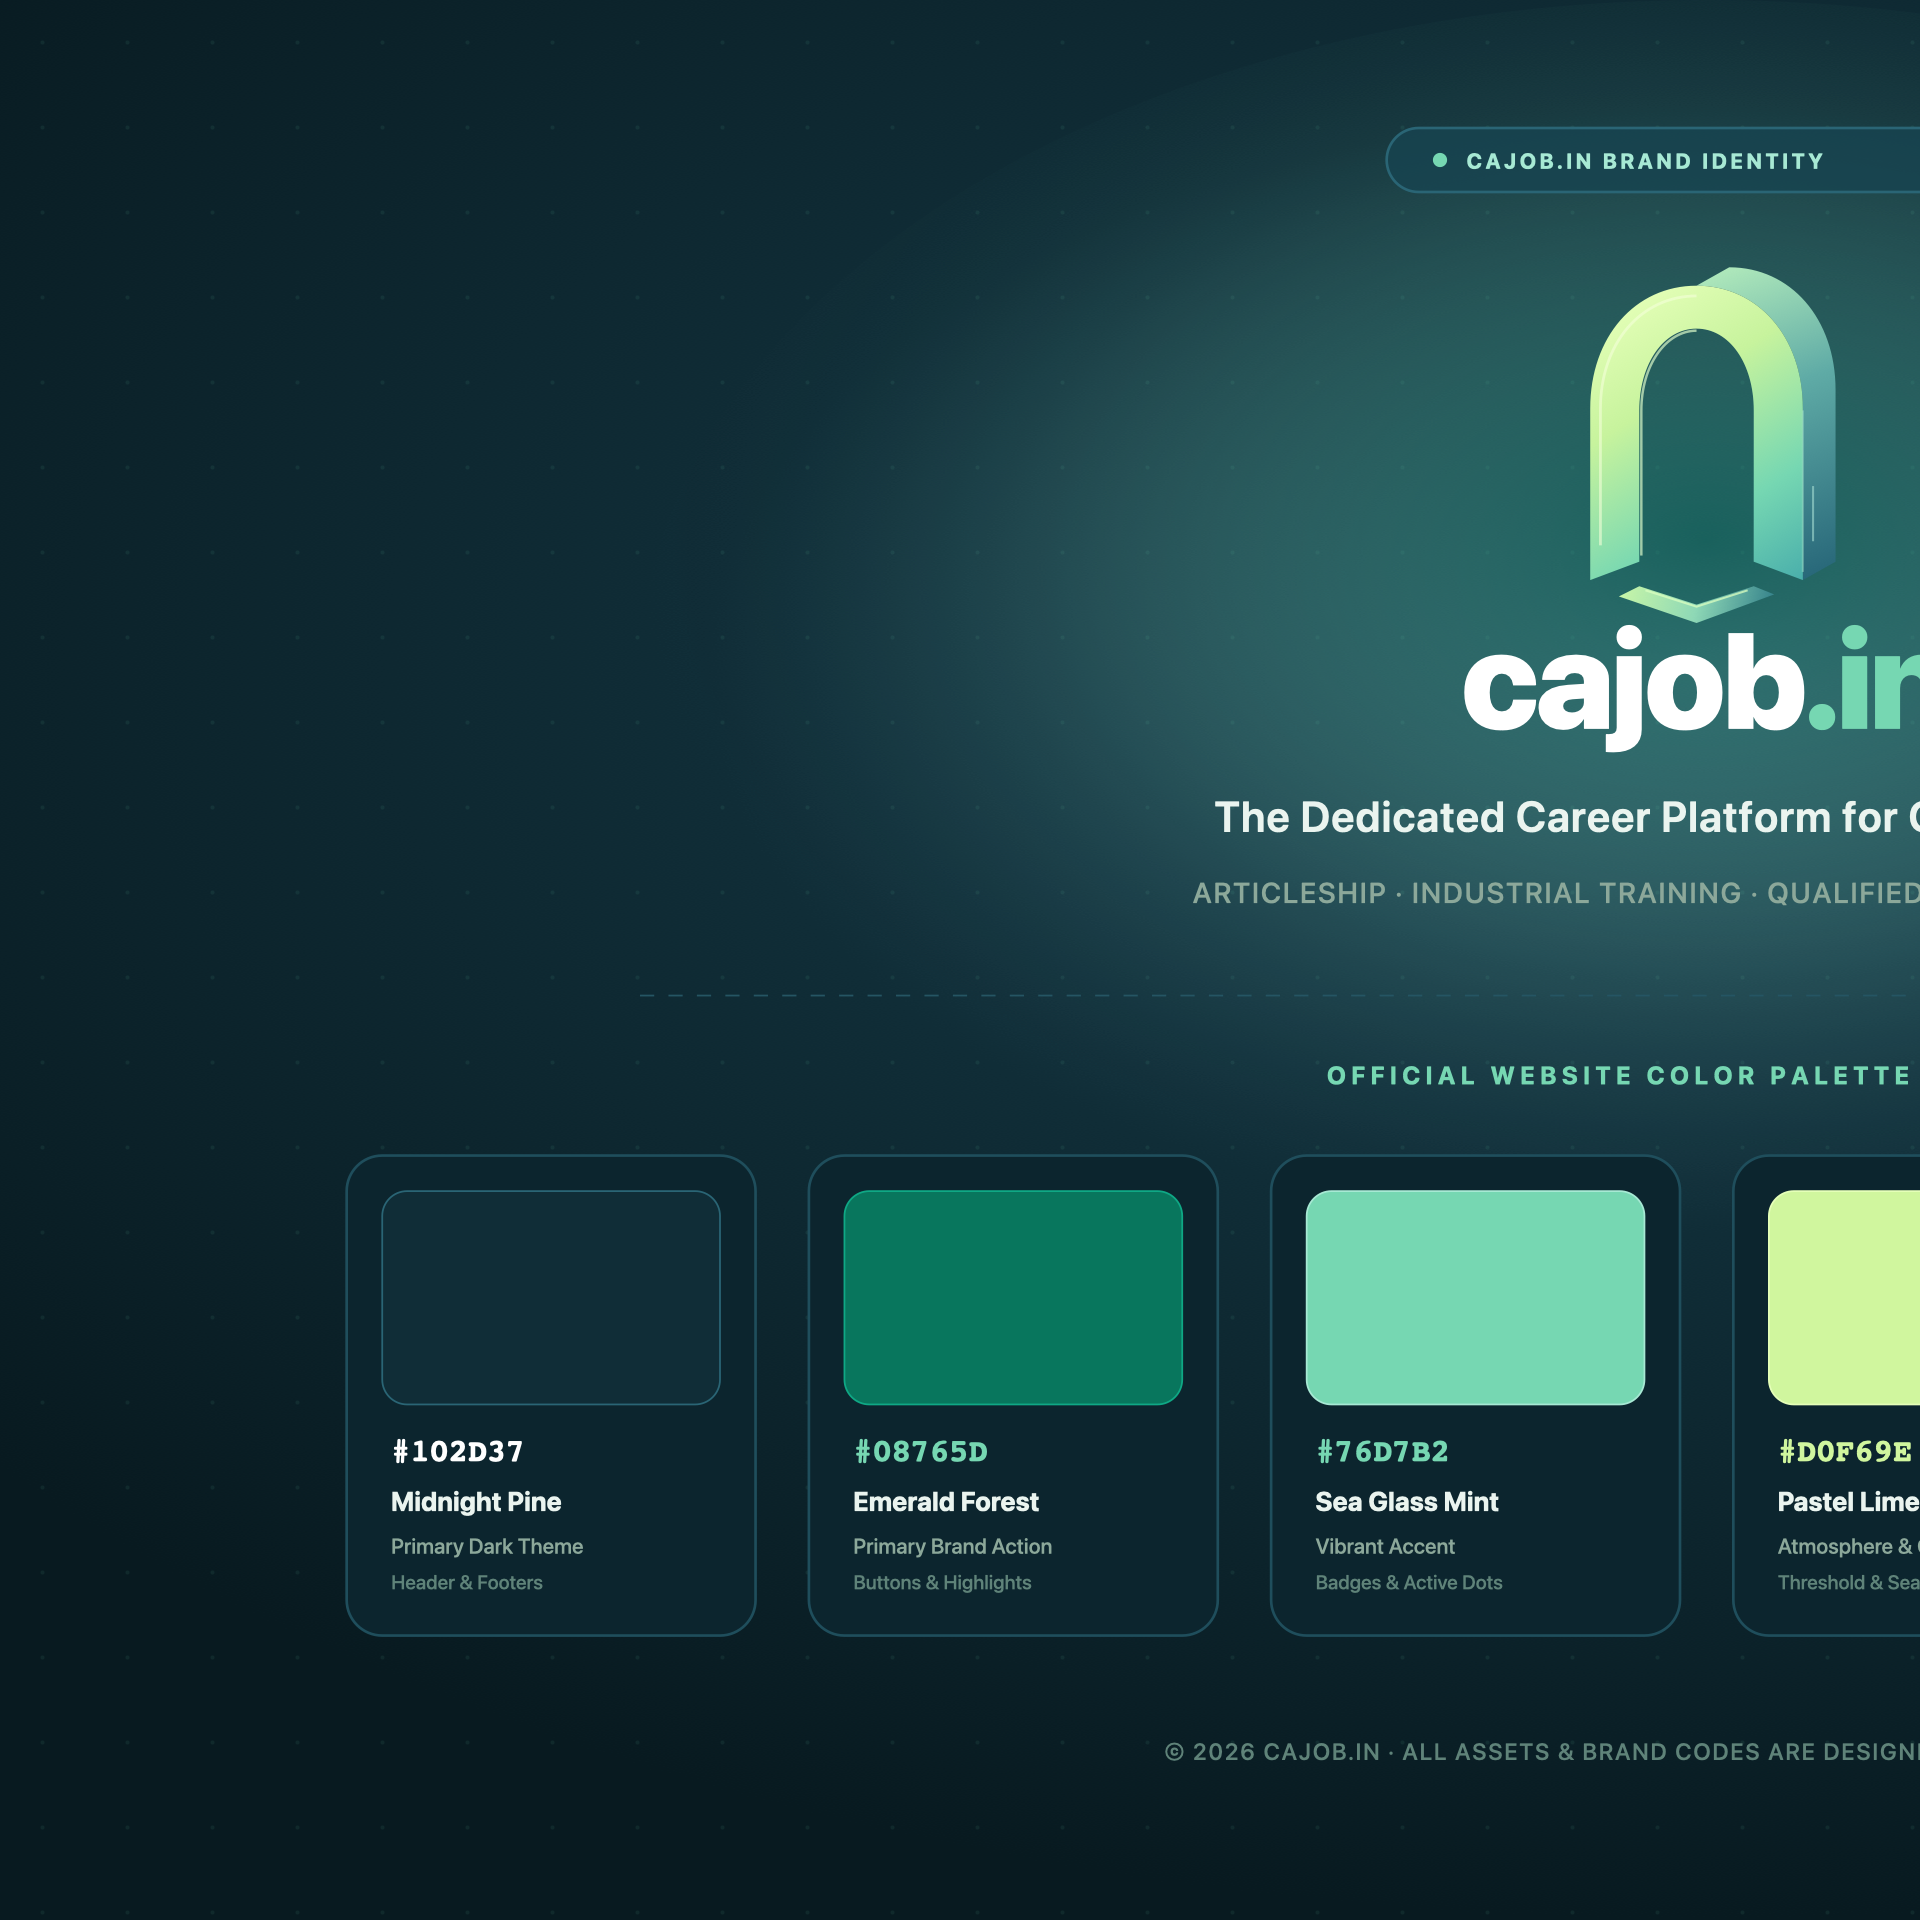 CAJOB.IN BRAND IDENTITY
cajob.in
The Dedicated Career Platform for
ARTICLESHIP · INDUSTRIAL TRAINING · QUALIFIED
OFFICIAL WEBSITE COLOR PALETTE
#102D37
Midnight Pine
Primary Dark Theme
Header & Footers
#08765D
Emerald Forest
Primary Brand Action
Buttons & Highlights
#76D7B2
Sea Glass Mint
Vibrant Accent
Badges & Active Dots
#D0F69E
Pastel Lime
Atmosphere &
Threshold &
© 2026 CAJOB.IN · ALL ASSETS & BRAND CODES ARE